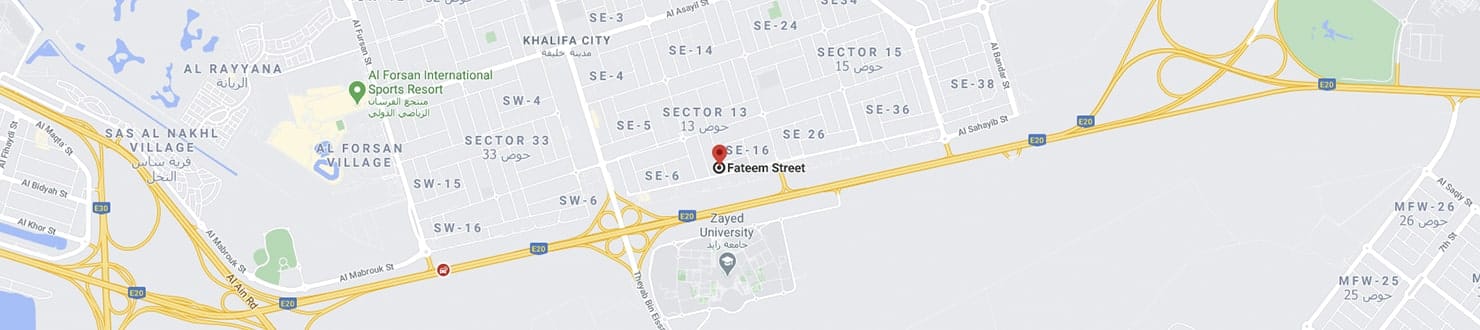 SE-3
Al Asayil St
SE-24
KHALIFA CITY
مدينة خليفة
SE-14
SECTOR 15
حوض 15
Al Bandar St
Al Forsan St
AL RAYYANA
الريانة
Al Forsan International
Sports Resort
منتجع الفرسان
الرياضي الدولي
SE-4
SE-38
E20
SW-4
SECTOR 13
حوض 13
SE-36
SE-5
SE 26
Al Sahayib St
E20
E20
Al Maqta' St
Al Fihaydi St
SAS AL NAKHL
VILLAGE
قرية ساس
النخل
SECTOR 33
حوض 33
AL FORSAN
VILLAGE
SE-16
Fateem Street
SE-6
SW-15
Al Bidyah St
SW-6
Al Saqiy St
E30
MFW-26
حوض 26
E20
Zayed
University
جامعة زايد
Al Khor St
SW-16
E20
7th St
Al Mabrouk St
Al Mabrouk St
Al Ain Rd
Theyab Bin Eissa
MFW-25
حوض 25
E20
E20